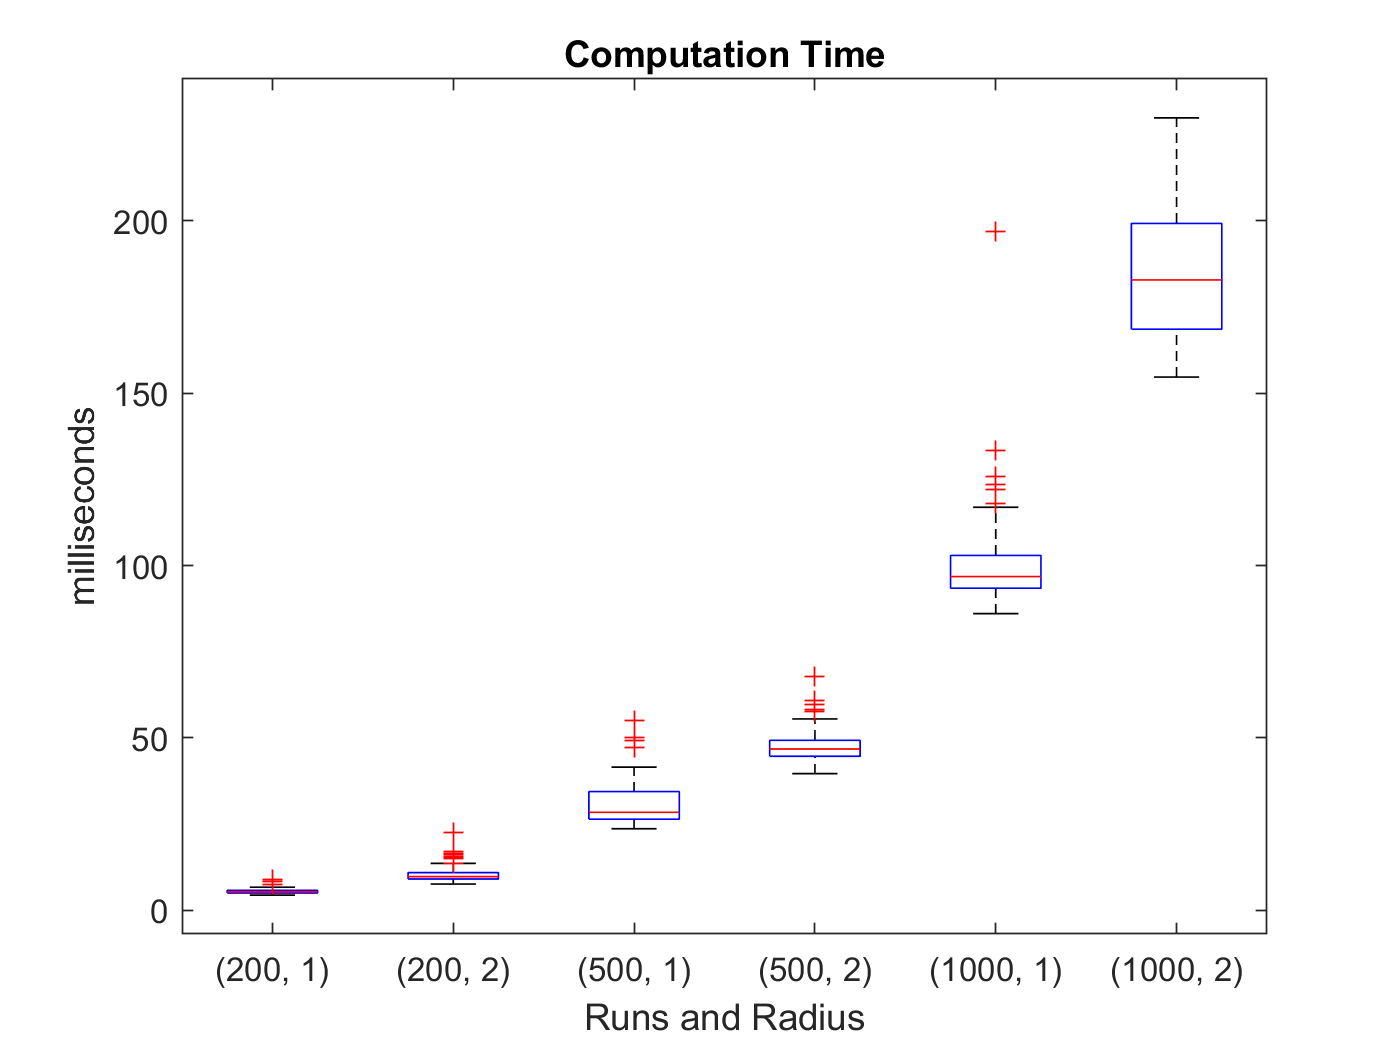 Computation Time
200
150
100
50
0
milliseconds
(200, 1) (200, 2) (500, 1) (500, 2) (1000, 1) (1000, 2)
Runs and Radius